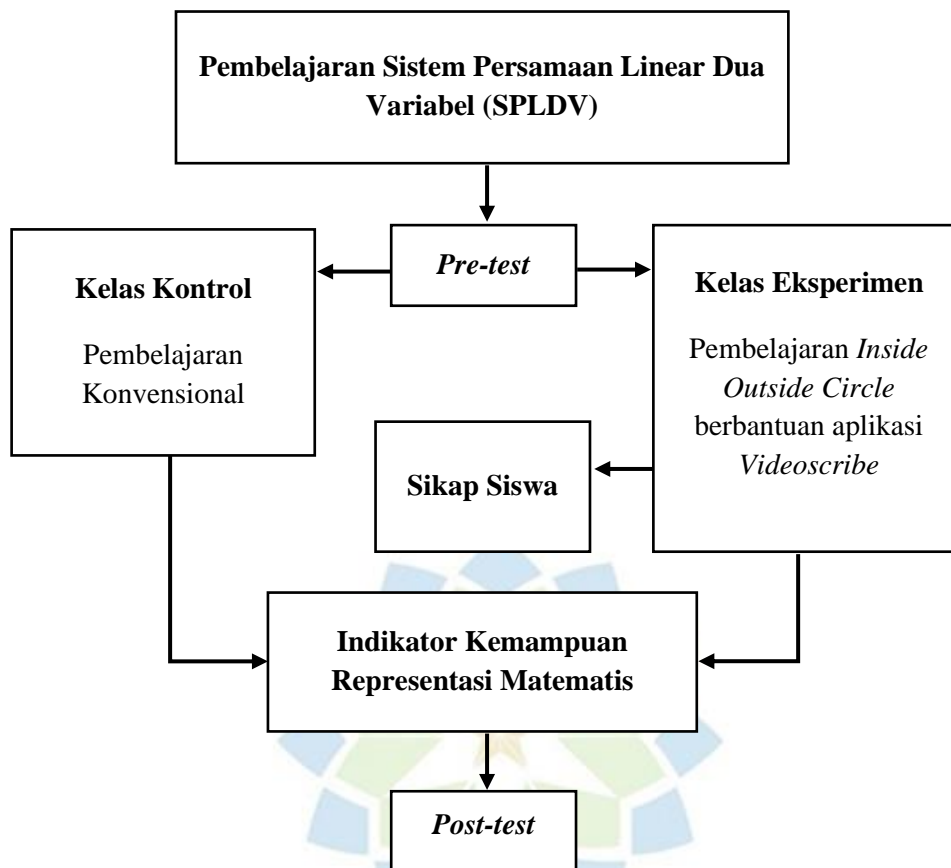 Pembelajaran Sistem Persamaan Linear Dua
Variabel (SPLDV)
Pre-test
Kelas Kontrol
Pembelajaran
Konvensional
Kelas Eksperimen
Pembelajaran Inside
Outside Circle
berbantuan aplikasi
Videoscribe
Sikap Siswa
Indikator Kemampuan
Representasi Matematis
Post-test